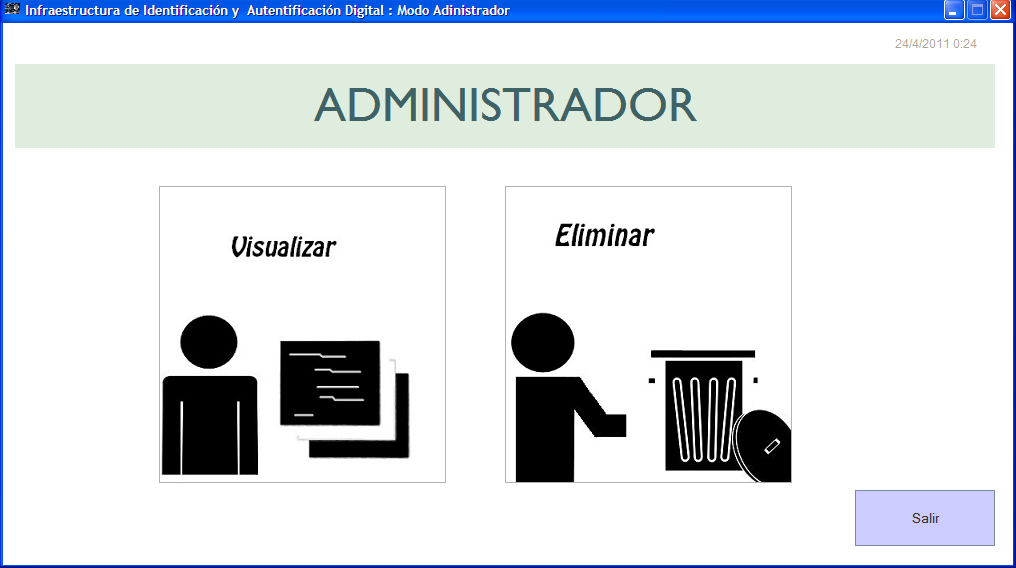 Infraestructura de Identificación y  Autentificación Digital : Modo Adinistrador
24/4/2011 0:24
ADMINISTRADOR
Visualizar
Eliminar
Salir